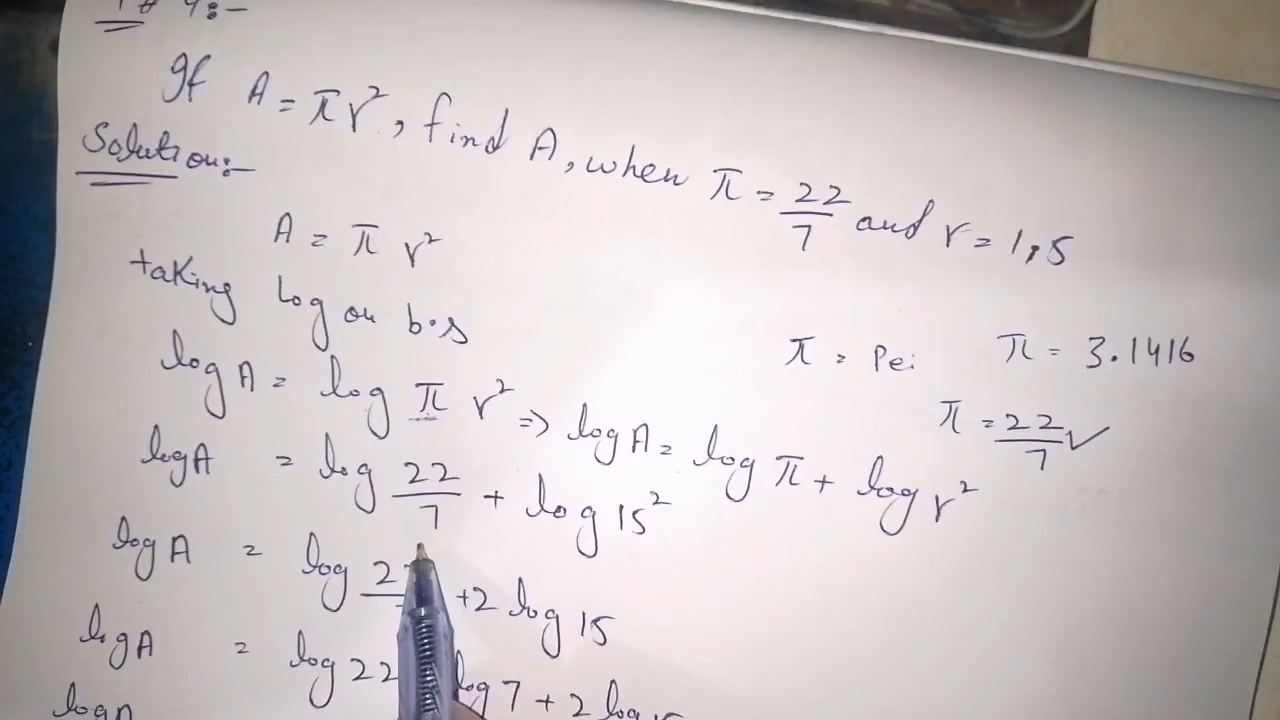 If A = πr², find A, when π = 22/7 and r = 1,5
Solution:-
A = π r²
taking log on b.s
π = Pei π = 3.1416
log A = log π r² => log A = log π + log r²
π = 22/7 ✓
log A = log 22/7 + log 15²
log A = log +2 log 15
log A = log 22 log 7 + 2 log 15
log A